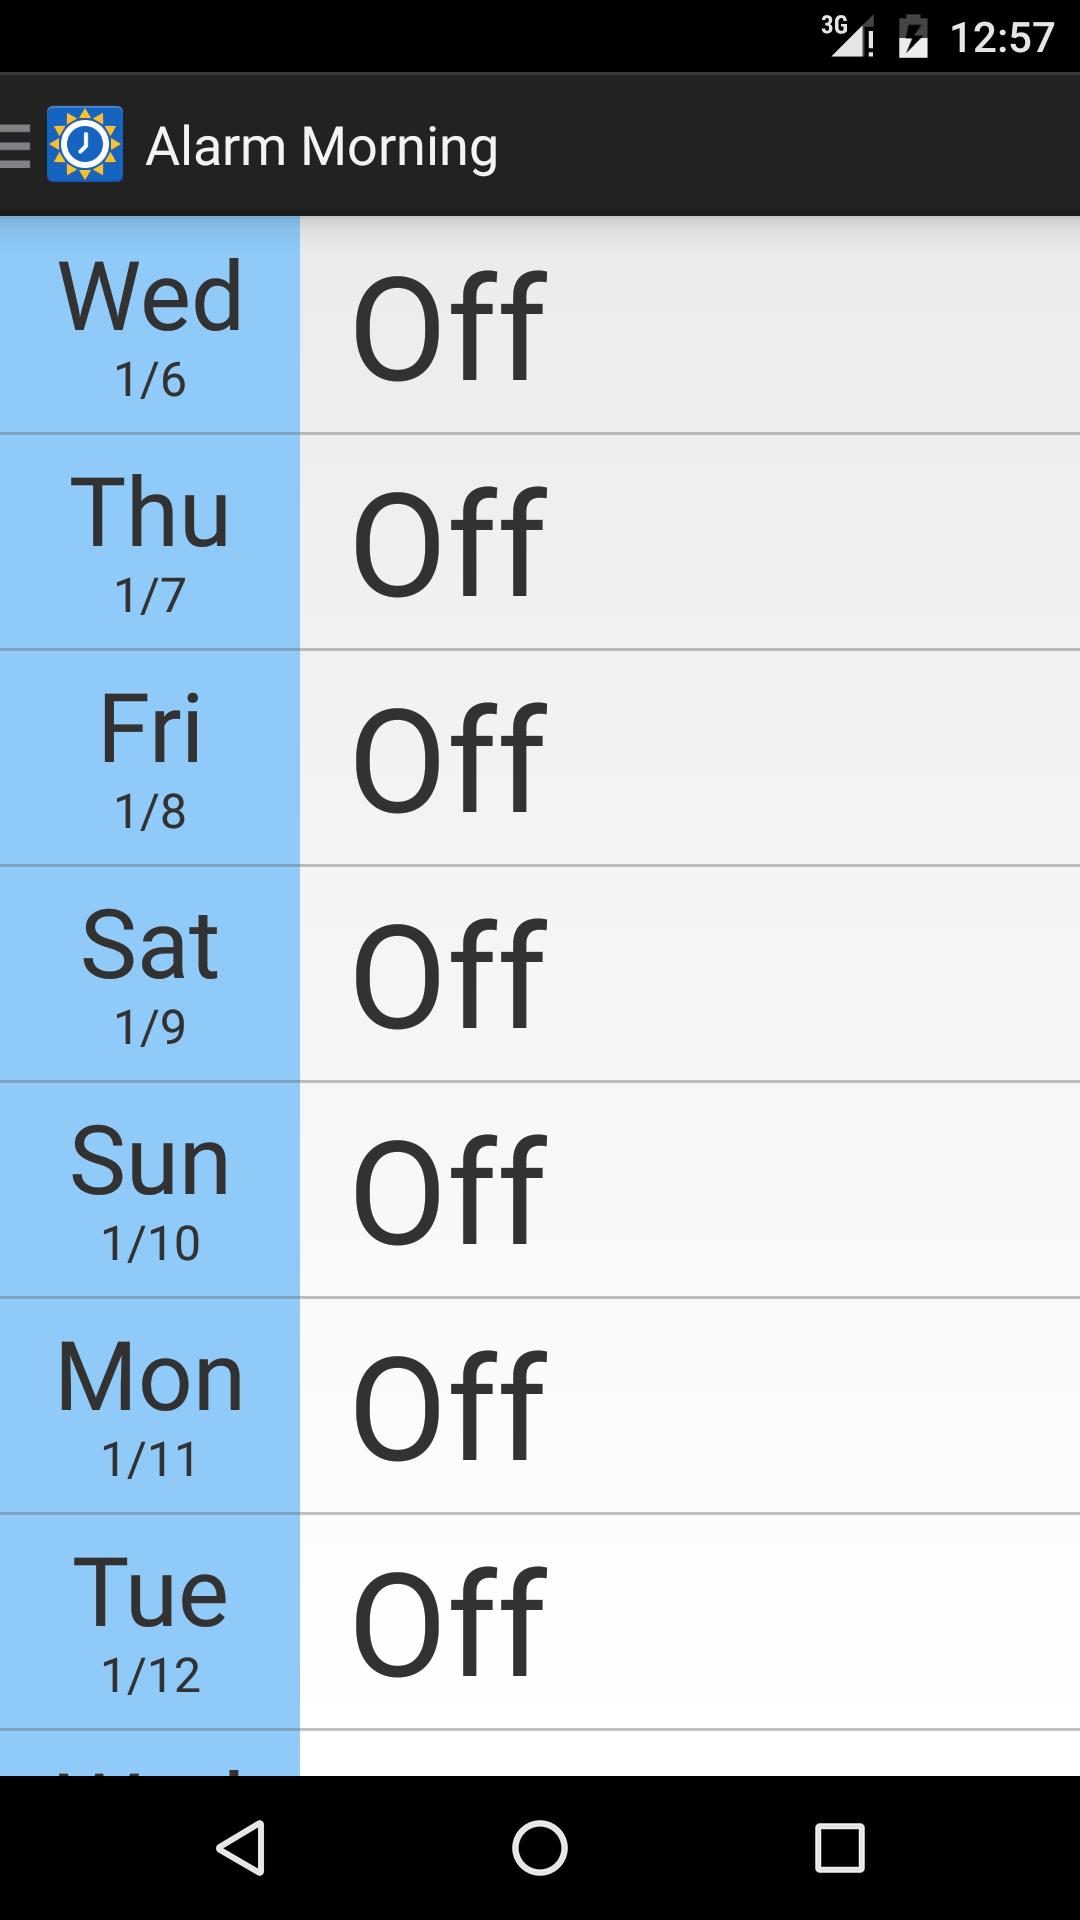 3G 12:57
Alarm Morning
Wed
1/6
Off
Thu
1/7
Off
Fri
1/8
Off
Sat
1/9
Off
Sun
1/10
Off
Mon
1/11
Off
Tue
1/12
Off